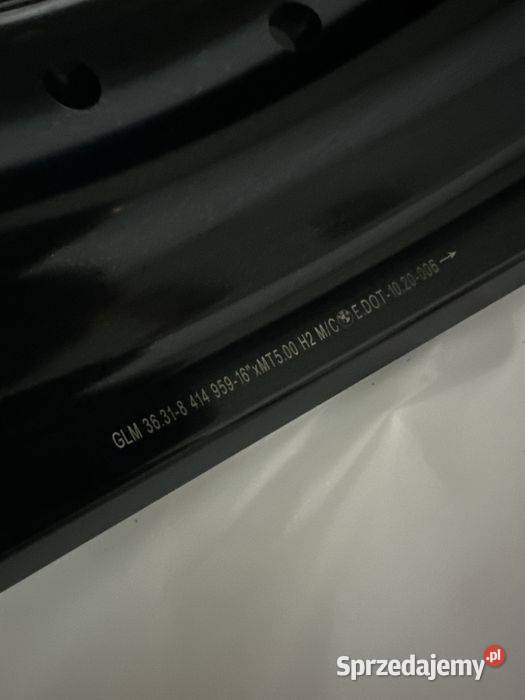 GLM 36.31-8 414 959-16"xMT5.00 H2 M/C E.DOT-10.20-006 →
Sprzedajemy.pl